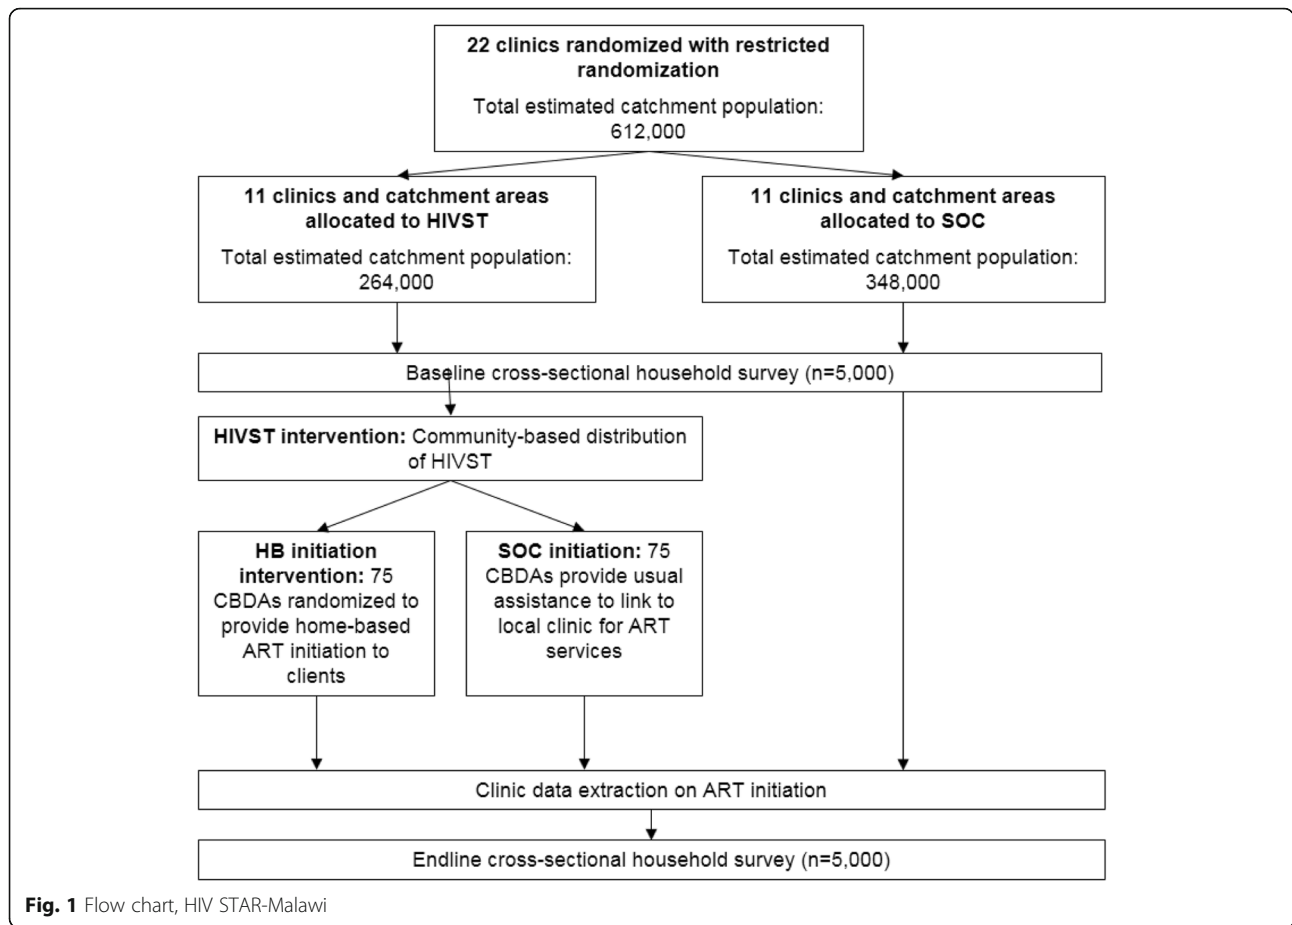 22 clinics randomized with restricted
randomization
Total estimated catchment population:
612,000
11 clinics and catchment areas
allocated to HIVST
Total estimated catchment population:
264,000
11 clinics and catchment areas
allocated to SOC
Total estimated catchment population:
348,000
Baseline cross-sectional household survey (n=5,000)
HIVST intervention: Community-based distribution
of HIVST
HB initiation
intervention: 75
CBDAs randomized to
provide home-based
ART initiation to
clients
SOC initiation: 75
CBDAs provide usual
assistance to link to
local clinic for ART
services
Clinic data extraction on ART initiation
Endline cross-sectional household survey (n=5,000)
Fig. 1 Flow chart, HIV STAR-Malawi